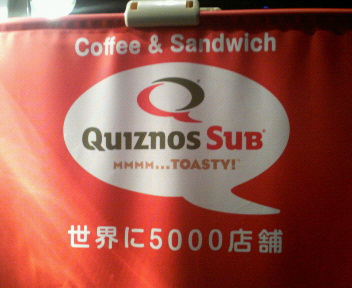 Coffee & Sandwich
QUIZNOS SUB
MMMM...TOASTY!
世界に5000店舗